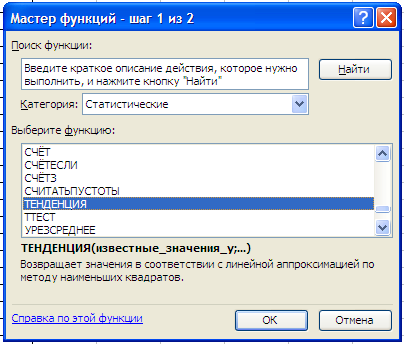 Мастер функций - шаг 1 из 2
Поиск функции:
Введите краткое описание действия, которое нужно
выполнить, и нажмите кнопку "Найти"
Найти
Категория: Статистические
Выберите функцию:
СЧЁТ
СЧЁТЕСЛИ
СЧЁТЗ
СЧИТАТЬПУСТОТЫ
ТЕНДЕНЦИЯ
ТТЕСТ
УРЕЗСРЕДНЕЕ
ТЕНДЕНЦИЯ(известные_значения_y;...)
Возвращает значения в соответствии с линейной аппроксимацией по
методу наименьших квадратов.
Справка по этой функции
ОК
Отмена